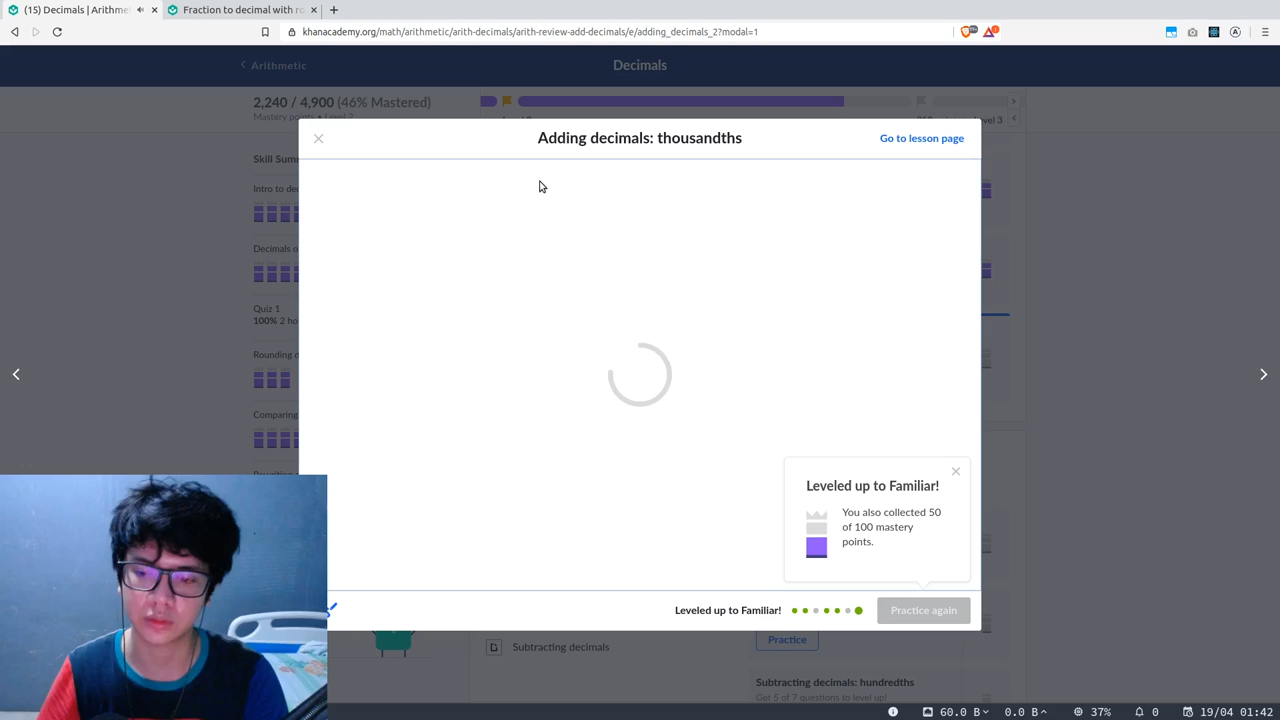 (15) Decimals | Arithme
Fraction to decimal with ro
khanacademy.org/math/arithmetic/arith-decimals/arith-review-add-decimals/e/adding_decimals_2?modal=1
Arithmetic
Decimals
2,240 / 4,900 (46% Mastered)
Adding decimals: thousandths
Go to lesson page
Skill Sum
Intro to de
Decimals o
Quiz 1
100% 2 ho
Rounding d
Comparing
Leveled up to Familiar!
You also collected 50
of 100 mastery
points.
Leveled up to Familiar!
Practice again
Practice
Subtracting decimals
Subtracting decimals: hundredths
Get 5 of 7 questions to level up!
60.0 B
0.0 B
37%
0
19/04 01:42